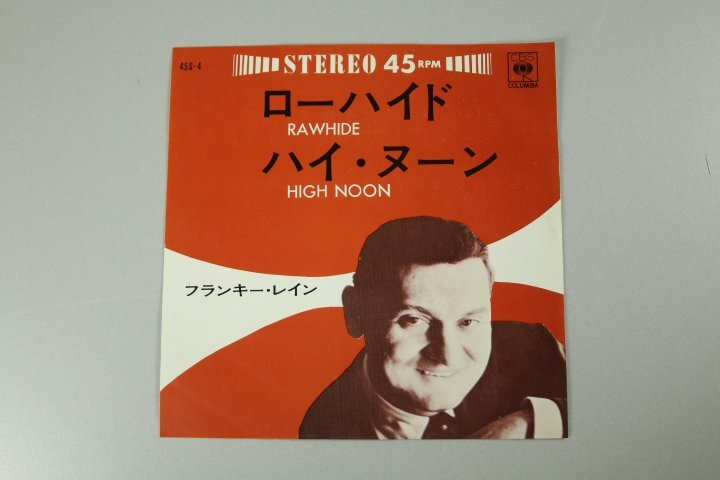 STEREO 45 RPM
45S-4
CBS
COLUMBIA
ローハイド
RAWHIDE
ハイ・ヌーン
HIGH NOON
フランキー・レイン